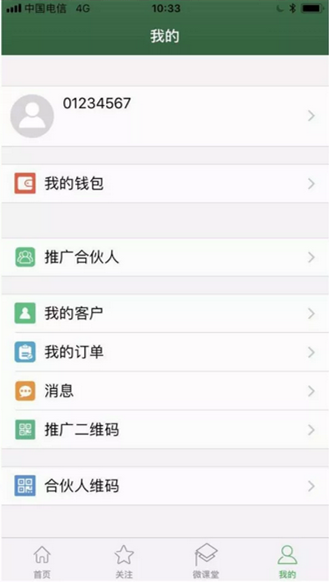 中国电信 4G 10:33
我的
01234567
我的钱包
推广合伙人
我的客户
我的订单
消息
推广二维码
合伙人维码
首页 关注 微课堂 我的